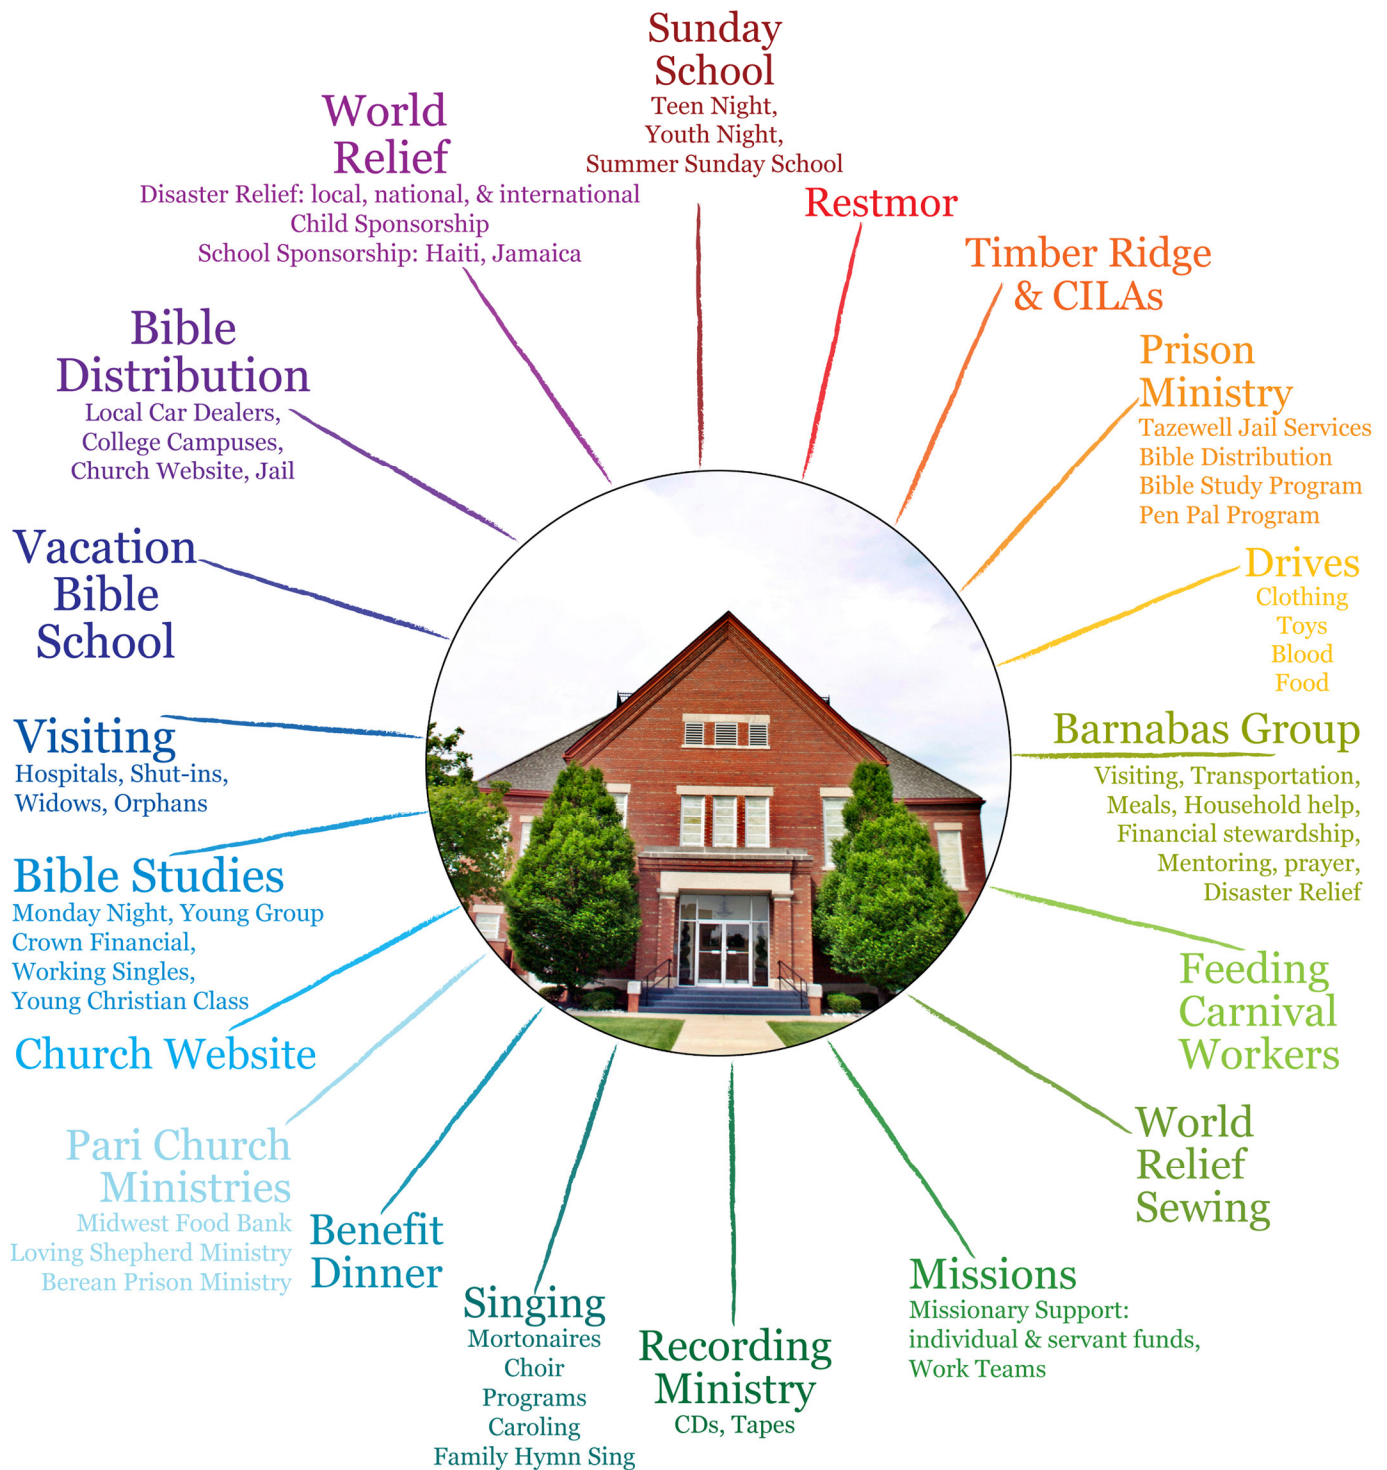 Sunday
School
Teen Night,
Youth Night,
Summer Sunday School
Restmor
Timber Ridge
& CILAs
Prison
Ministry
Tazewell Jail Services
Bible Distribution
Bible Study Program
Pen Pal Program
Drives
Clothing
Toys
Blood
Food
Barnabas Group
Visiting, Transportation,
Meals, Household help,
Financial stewardship,
Mentoring, prayer,
Disaster Relief
Feeding
Carnival
Workers
World
Relief
Sewing
Missions
Missionary Support:
individual & servant funds,
Work Teams
Recording
Ministry
CDs, Tapes
Singing
Mortonaires
Choir
Programs
Caroling
Family Hymn Sing
Benefit
Dinner
Pari Church
Ministries
Midwest Food Bank
Loving Shepherd Ministry
Berean Prison Ministry
Church Website
Bible Studies
Monday Night, Young Group
Crown Financial,
Working Singles,
Young Christian Class
Visiting
Hospitals, Shut-ins,
Widows, Orphans
Vacation
Bible
School
Bible
Distribution
Local Car Dealers,
College Campuses,
Church Website, Jail
World
Relief
Disaster Relief: local, national, & international
Child Sponsorship
School Sponsorship: Haiti, Jamaica